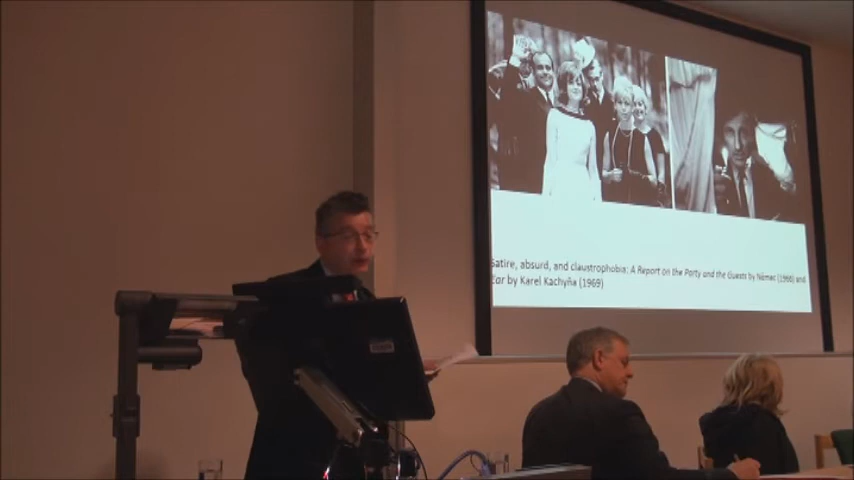 Satire, absurd, and claustrophobia: A Report on the Party and the Guests by Němec (1966) and
Ear by Karel Kachyňa (1969)